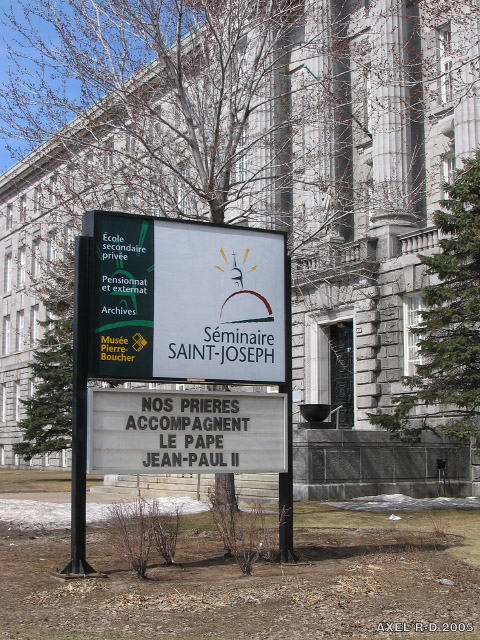 École
secondaire
privée
Pensionnat
et externat
Archives
Musée
Pierre-
Boucher
Séminaire
SAINT-JOSEPH
NOS PRIERES
ACCOMPAGNENT
LE PAPE
JEAN-PAUL II
AXEL-R-D.2005